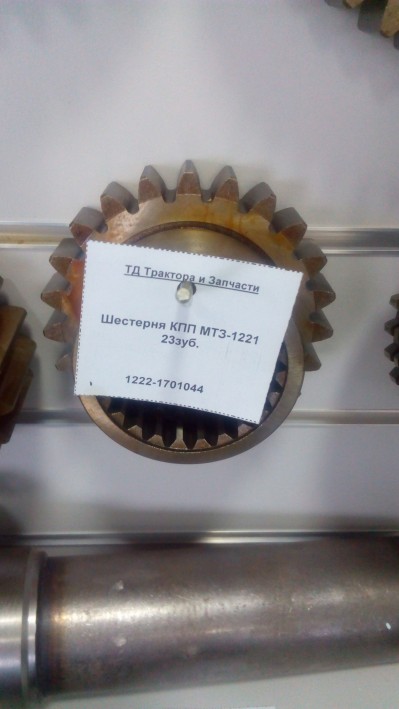 ТД Трактора и Запчасти
Шестерня КПП МТЗ-1221
23зуб.
1222-1701044